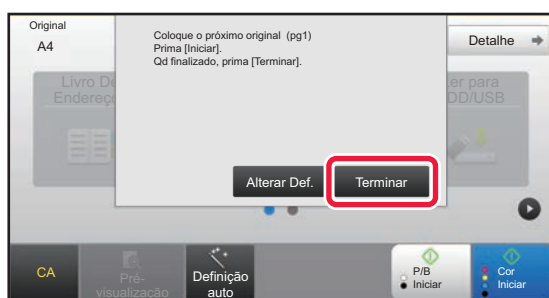 Original
A4
Coloque o próximo original (pg1)
Prima [Iniciar].
Qd finalizado, prima [Terminar].
Detalhe
Livro De
Endereço
er para
DD/USB
Alterar Def.
Terminar
CA
Pré-
visualização
Definição
auto
P/B
Iniciar
Cor
Iniciar